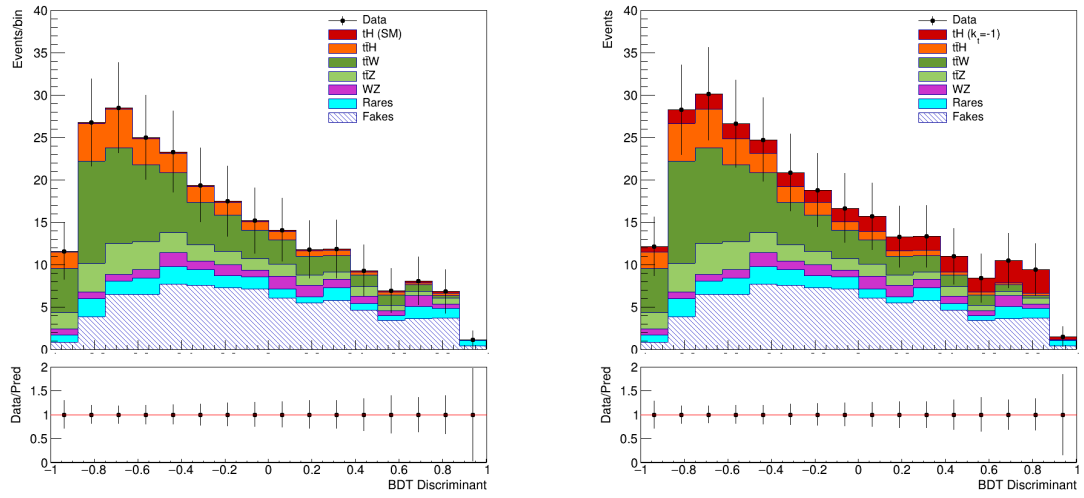 Events/bin
40
35
30
25
20
15
10
5
0
Data
tH (SM)
tt̄H
tt̄W
tt̄Z
WZ
Rares
Fakes
Data/Pred
2
1.5
1
0.5
0
−1 −0.8 −0.6 −0.4 −0.2 0 0.2 0.4 0.6 0.8 1
BDT Discriminant
Events
40
35
30
25
20
15
10
5
0
Data
tH (k_t=-1)
tt̄H
tt̄W
tt̄Z
WZ
Rares
Fakes
Data/Pred
2
1.5
1
0.5
0
−1 −0.8 −0.6 −0.4 −0.2 0 0.2 0.4 0.6 0.8 1
BDT Discriminant